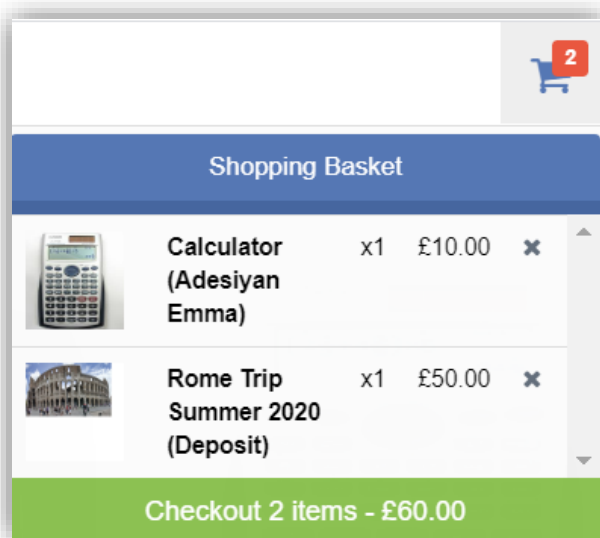 2
Shopping Basket
Calculator x1 £10.00 ✖
(Adesiyan
Emma)
Rome Trip x1 £50.00 ✖
Summer 2020
(Deposit)
Checkout 2 items - £60.00